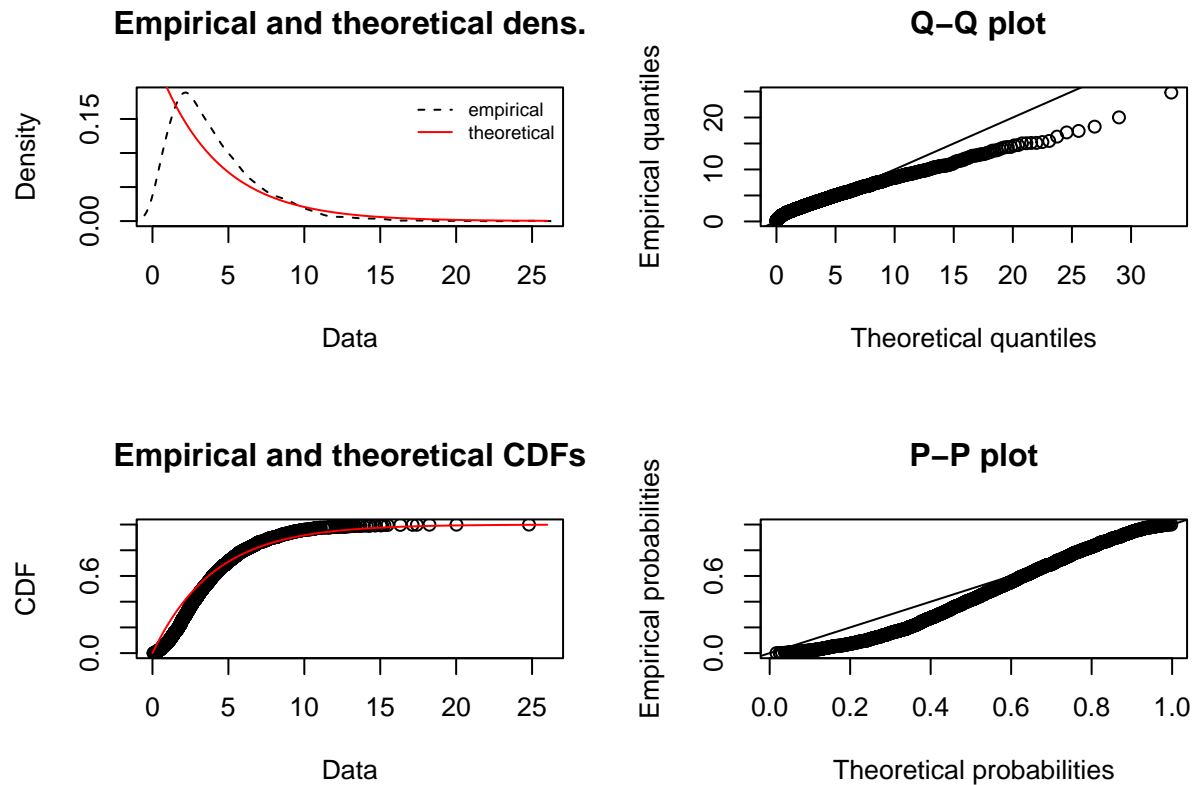 Empirical and theoretical dens.
Density
0.00 0.15
empirical
theoretical
0 5 10 15 20 25
Data
Q−Q plot
Empirical quantiles
0 10 20
0 5 10 15 20 25 30
Theoretical quantiles
Empirical and theoretical CDFs
CDF
0.0 0.6
0 5 10 15 20 25
Data
P−P plot
Empirical probabilities
0.0 0.6
0.0 0.2 0.4 0.6 0.8 1.0
Theoretical probabilities